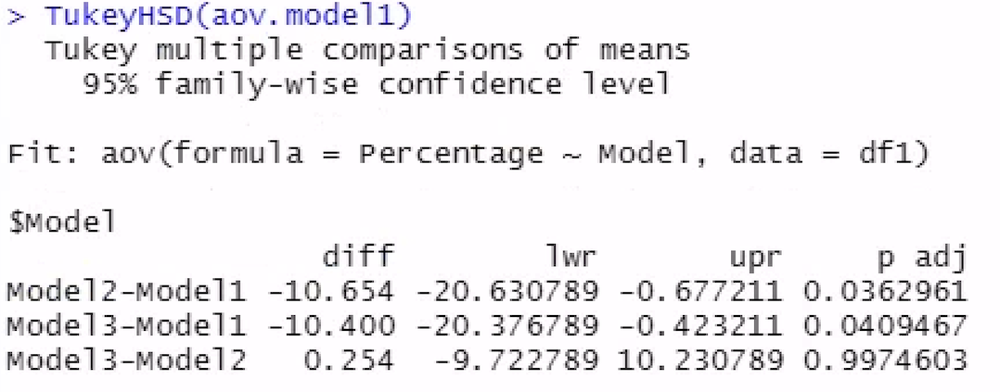 > TukeyHSD(aov.model1)
Tukey multiple comparisons of means
95% family-wise confidence level
Fit: aov(formula = Percentage ~ Model, data = df1)
$Model
diff lwr upr p adj
Model2-Model1 -10.654 -20.630789 -0.677211 0.0362961
Model3-Model1 -10.400 -20.376789 -0.423211 0.0409467
Model3-Model2 0.254 -9.722789 10.230789 0.9974603